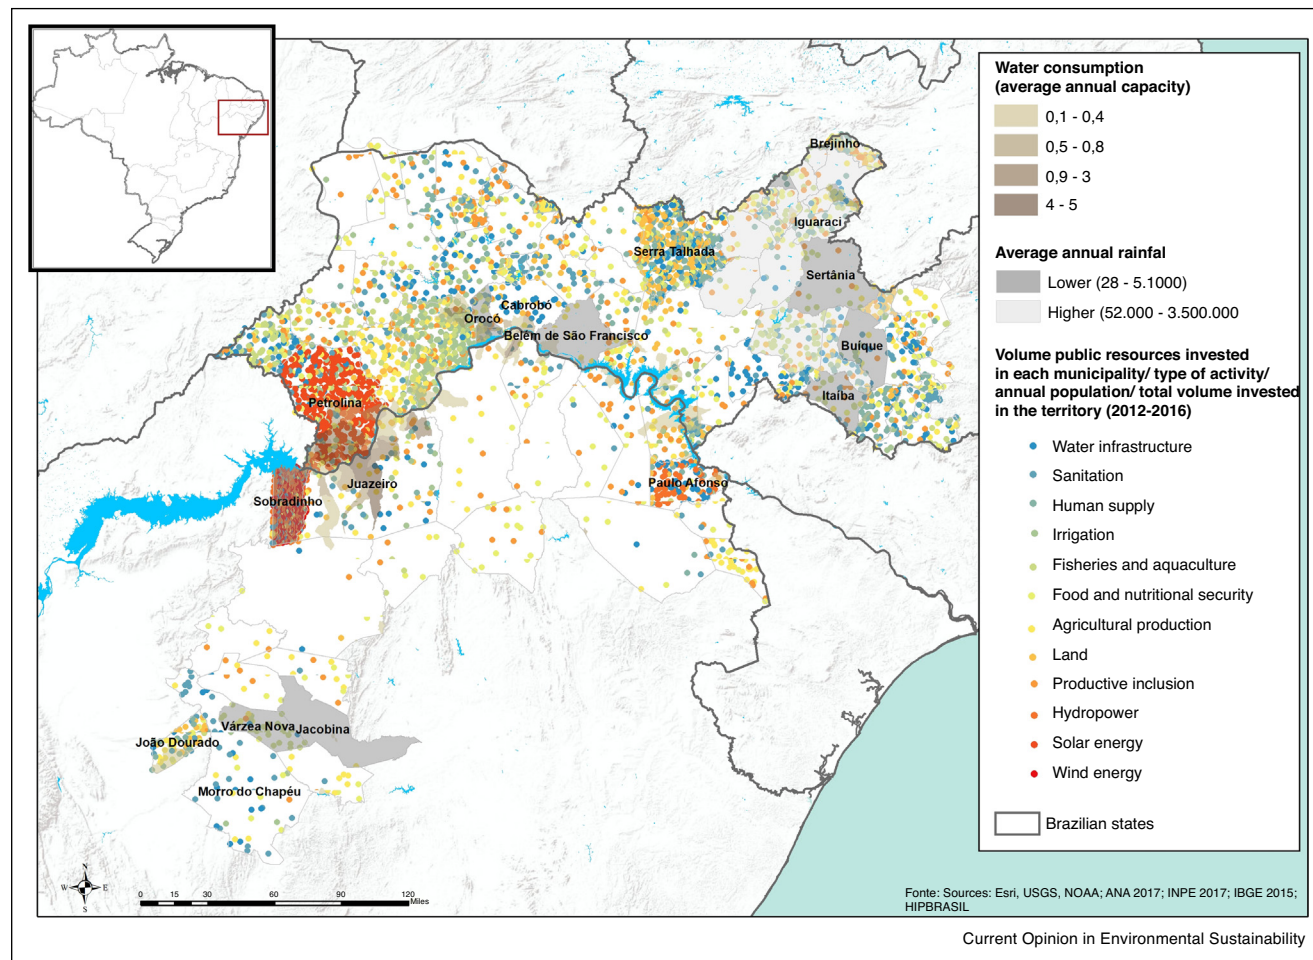 Brejinho
Iguaraci
Serra Talhada
Sertânia
Cabrobó
Orocó
Belém de São Francisco
Buíque
Itaíba
Petrolina
Juazeiro
Paulo Afonso
Sobradinho
Várzea Nova
Jacobina
João Dourado
Morro do Chapéu
N
W
E
S
0 15 30 60 90 120
Miles
Water consumption
(average annual capacity)
0,1 - 0,4
0,5 - 0,8
0,9 - 3
4 - 5
Average annual rainfal
Lower (28 - 5.1000)
Higher (52.000 - 3.500.000
Volume public resources invested
in each municipality/ type of activity/
annual population/ total volume invested
in the territory (2012-2016)
Water infrastructure
Sanitation
Human supply
Irrigation
Fisheries and aquaculture
Food and nutritional security
Agricultural production
Land
Productive inclusion
Hydropower
Solar energy
Wind energy
Brazilian states
Fonte: Sources: Esri, USGS, NOAA; ANA 2017; INPE 2017; IBGE 2015;
HIPBRASIL
Current Opinion in Environmental Sustainability